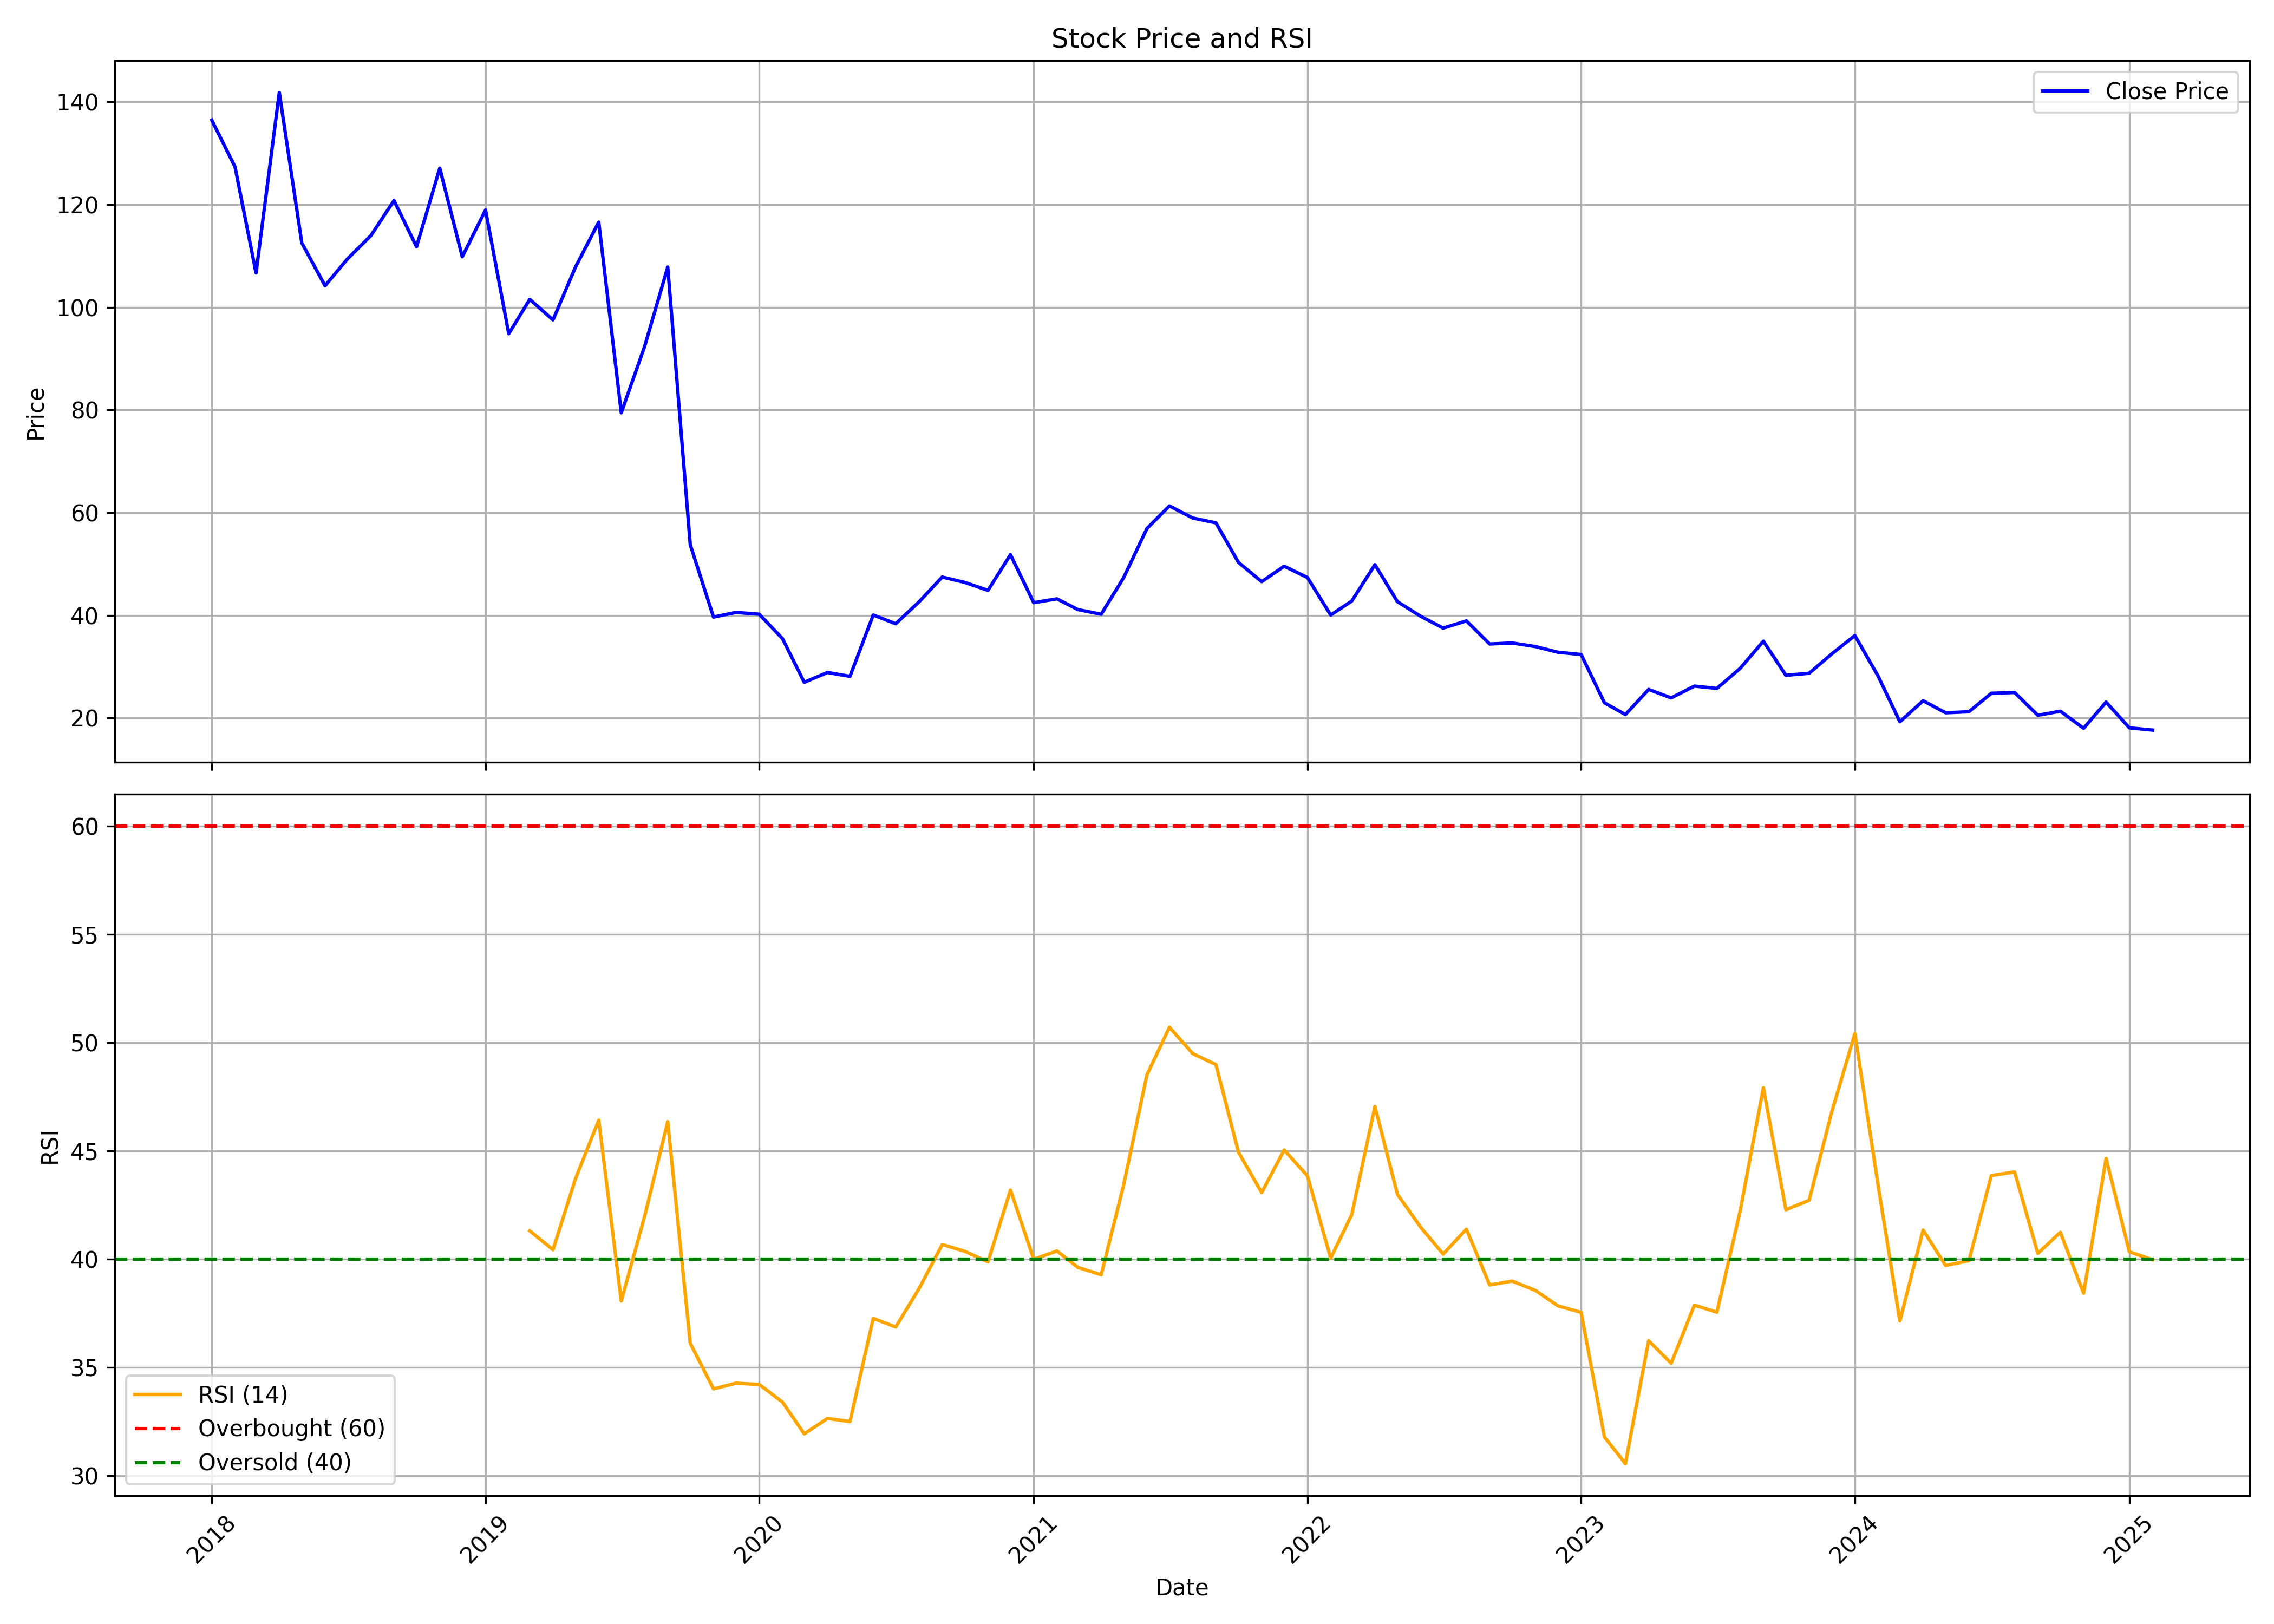 Stock Price and RSI
Close Price
140
120
100
80
60
40
20
Price
60
55
50
45
40
35
30
RSI
RSI (14)
Overbought (60)
Oversold (40)
2018
2019
2020
2021
2022
2023
2024
2025
Date